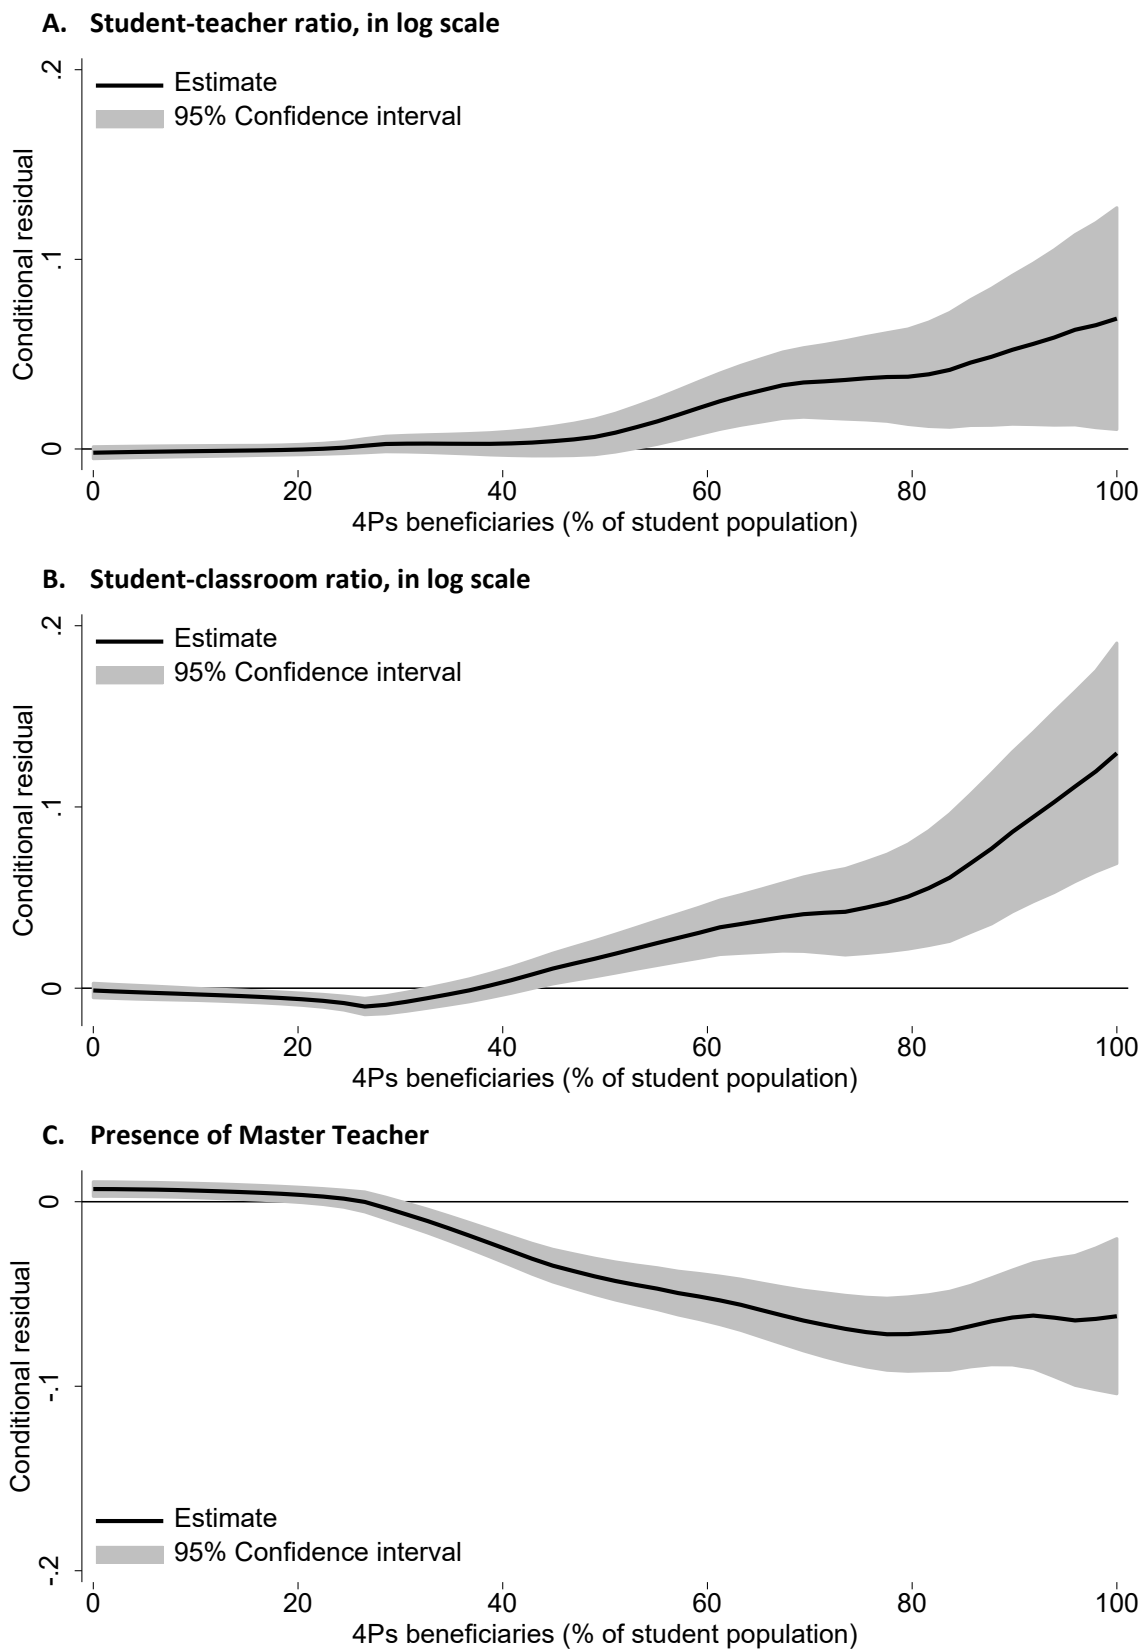 A. Student-teacher ratio, in log scale
.2
Estimate
95% Confidence interval
.1
Conditional residual
0
0 20 40 60 80 100
4Ps beneficiaries (% of student population)
B. Student-classroom ratio, in log scale
.2
Estimate
95% Confidence interval
.1
Conditional residual
0
0 20 40 60 80 100
4Ps beneficiaries (% of student population)
C. Presence of Master Teacher
0
Conditional residual
-.1
Estimate
95% Confidence interval
-.2
0 20 40 60 80 100
4Ps beneficiaries (% of student population)